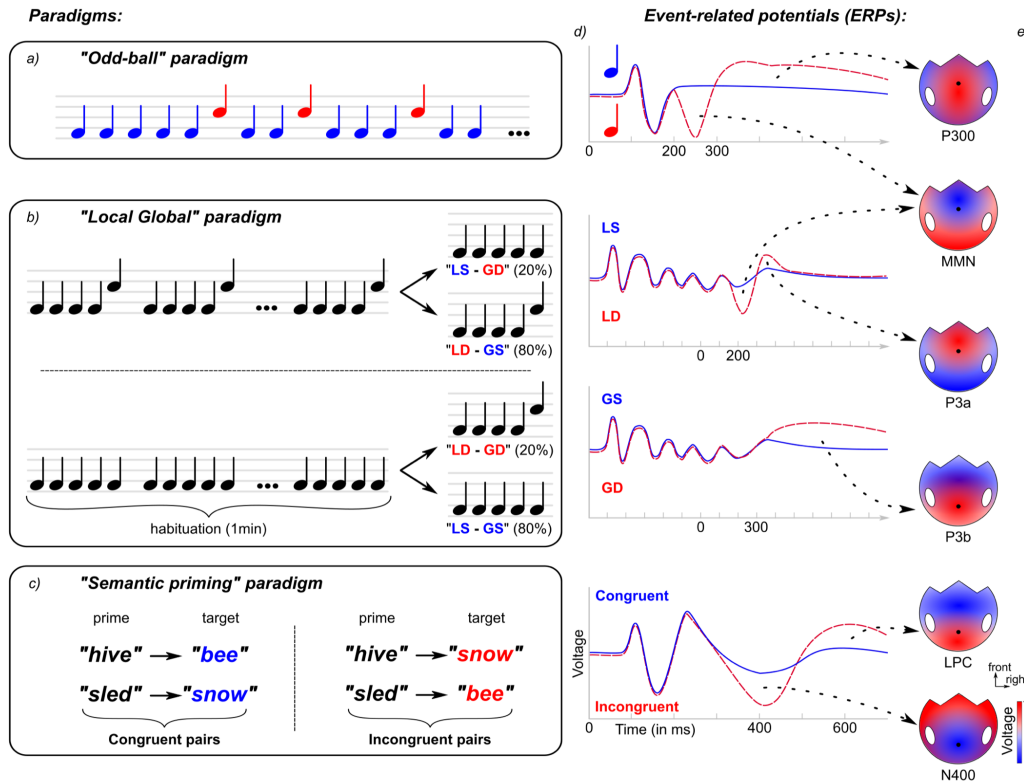 Paradigms:
a) "Odd-ball" paradigm
b) "Local Global" paradigm
"LS - GD" (20%)
"LD - GS" (80%)
"LD - GD" (20%)
"LS - GS" (80%)
habituation (1min)
c) "Semantic priming" paradigm
prime target
"hive" "bee"
"sled" "snow"
Congruent pairs
prime target
"hive" "snow"
"sled" "bee"
Incongruent pairs
Event-related potentials (ERPs):
d)
0 200 300
P300
MMN
LS
LD
0 200
P3a
GS
GD
0 300
P3b
Congruent
Incongruent
Voltage
0 Time (in ms) 400 600
LPC
front
righ
N400
Voltage
e